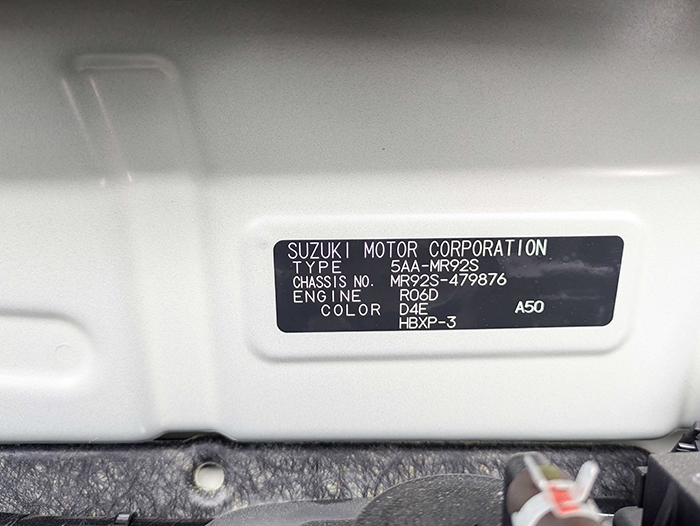 SUZUKI MOTOR CORPORATION
TYPE 5AA-MR92S
CHASSIS NO. MR92S-479876
ENGINE R06D
COLOR D4E A50
HBXP-3